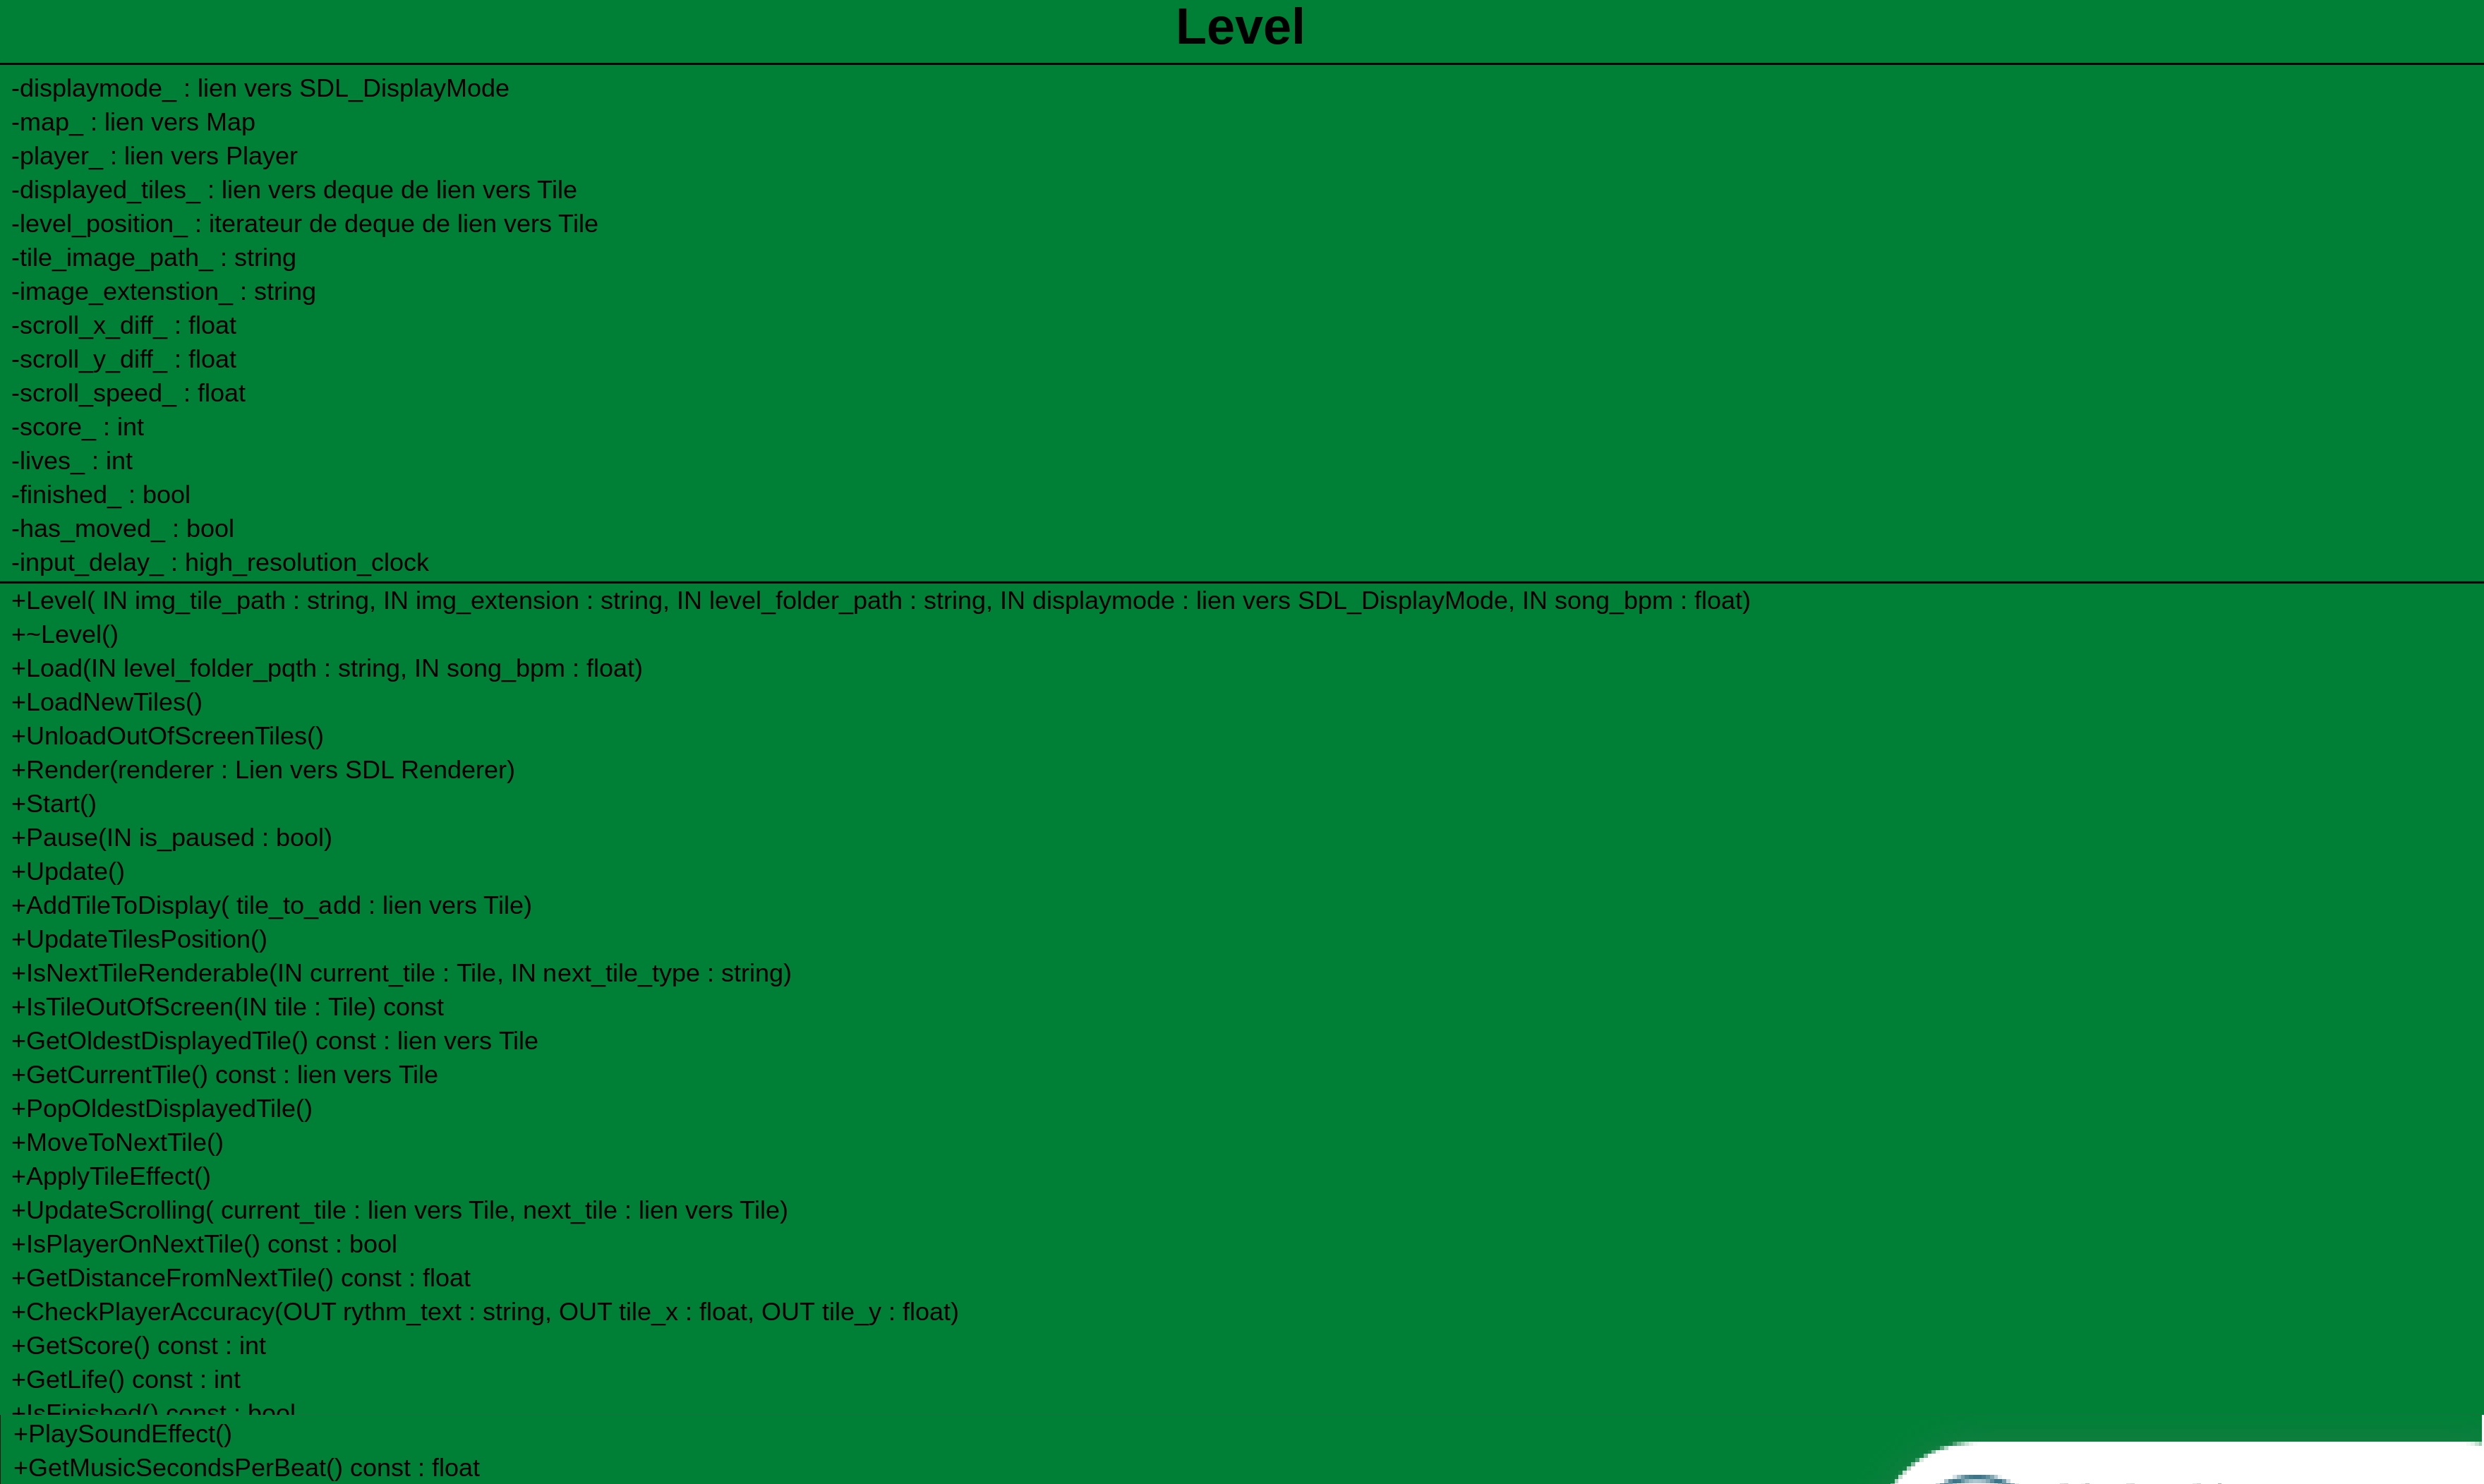 Level
-displaymode_ : lien vers SDL_DisplayMode
-map_ : lien vers Map
-player_ : lien vers Player
-displayed_tiles_ : lien vers deque de lien vers Tile
-level_position_ : iterateur de deque de lien vers Tile
-tile_image_path_ : string
-image_extenstion_ : string
-scroll_x_diff_ : float
-scroll_y_diff_ : float
-scroll_speed_ : float
-score_ : int
-lives_ : int
-finished_ : bool
-has_moved_ : bool
-input_delay_ : high_resolution_clock
+Level( IN img_tile_path : string, IN img_extension : string, IN level_folder_path : string, IN displaymode : lien vers SDL_DisplayMode, IN song_bpm : float)
+~Level()
+Load(IN level_folder_pqth : string, IN song_bpm : float)
+LoadNewTiles()
+UnloadOutOfScreenTiles()
+Render(renderer : Lien vers SDL Renderer)
+Start()
+Pause(IN is_paused : bool)
+Update()
+AddTileToDisplay( tile_to_add : lien vers Tile)
+UpdateTilesPosition()
+IsNextTileRenderable(IN current_tile : Tile, IN next_tile_type : string)
+IsTileOutOfScreen(IN tile : Tile) const
+GetOldestDisplayedTile() const : lien vers Tile
+GetCurrentTile() const : lien vers Tile
+PopOldestDisplayedTile()
+MoveToNextTile()
+ApplyTileEffect()
+UpdateScrolling( current_tile : lien vers Tile, next_tile : lien vers Tile)
+IsPlayerOnNextTile() const : bool
+GetDistanceFromNextTile() const : float
+CheckPlayerAccuracy(OUT rythm_text : string, OUT tile_x : float, OUT tile_y : float)
+GetScore() const : int
+GetLife() const : int
+IsFinished() const : bool
+PlaySoundEffect()
+GetMusicSecondsPerBeat() const : float